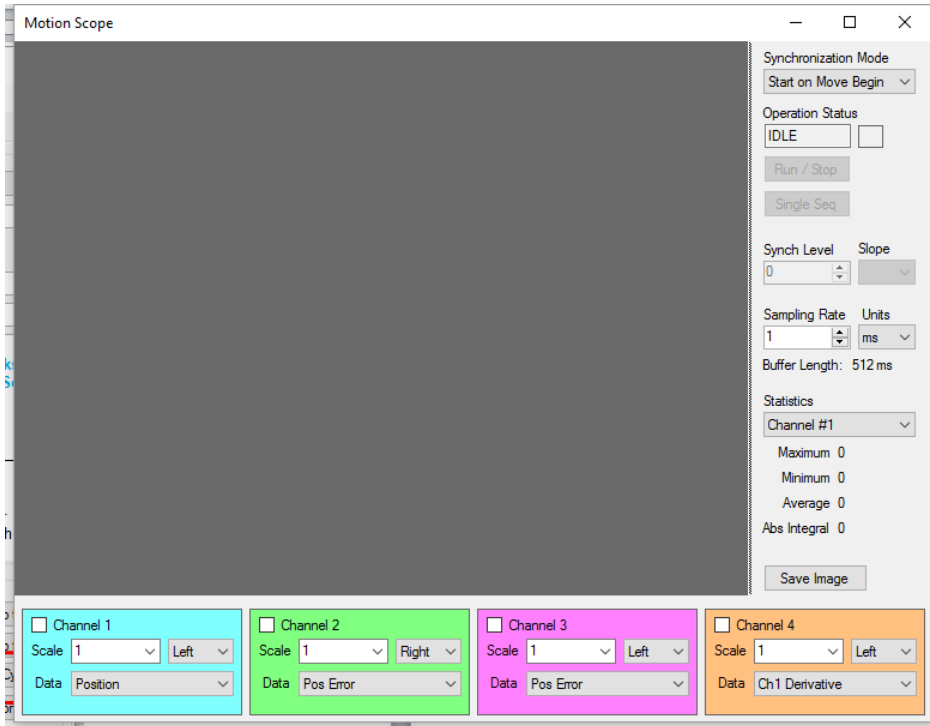 Motion Scope
Synchronization Mode
Start on Move Begin
Operation Status
IDLE
Run / Stop
Single Seq
Synch Level Slope
0
Sampling Rate Units
1 ms
Buffer Length: 512 ms
Statistics
Channel #1
Maximum 0
Minimum 0
Average 0
Abs Integral 0
Save Image
Channel 1
Scale 1 Left
Data Position
Channel 2
Scale 1 Right
Data Pos Error
Channel 3
Scale 1 Left
Data Pos Error
Channel 4
Scale 1 Left
Data Ch1 Derivative